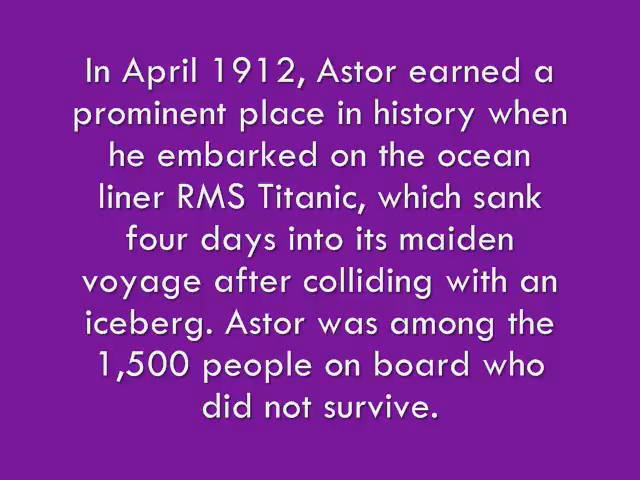 In April 1912, Astor earned a
prominent place in history when
he embarked on the ocean
liner RMS Titanic, which sank
four days into its maiden
voyage after colliding with an
iceberg. Astor was among the
1,500 people on board who
did not survive.